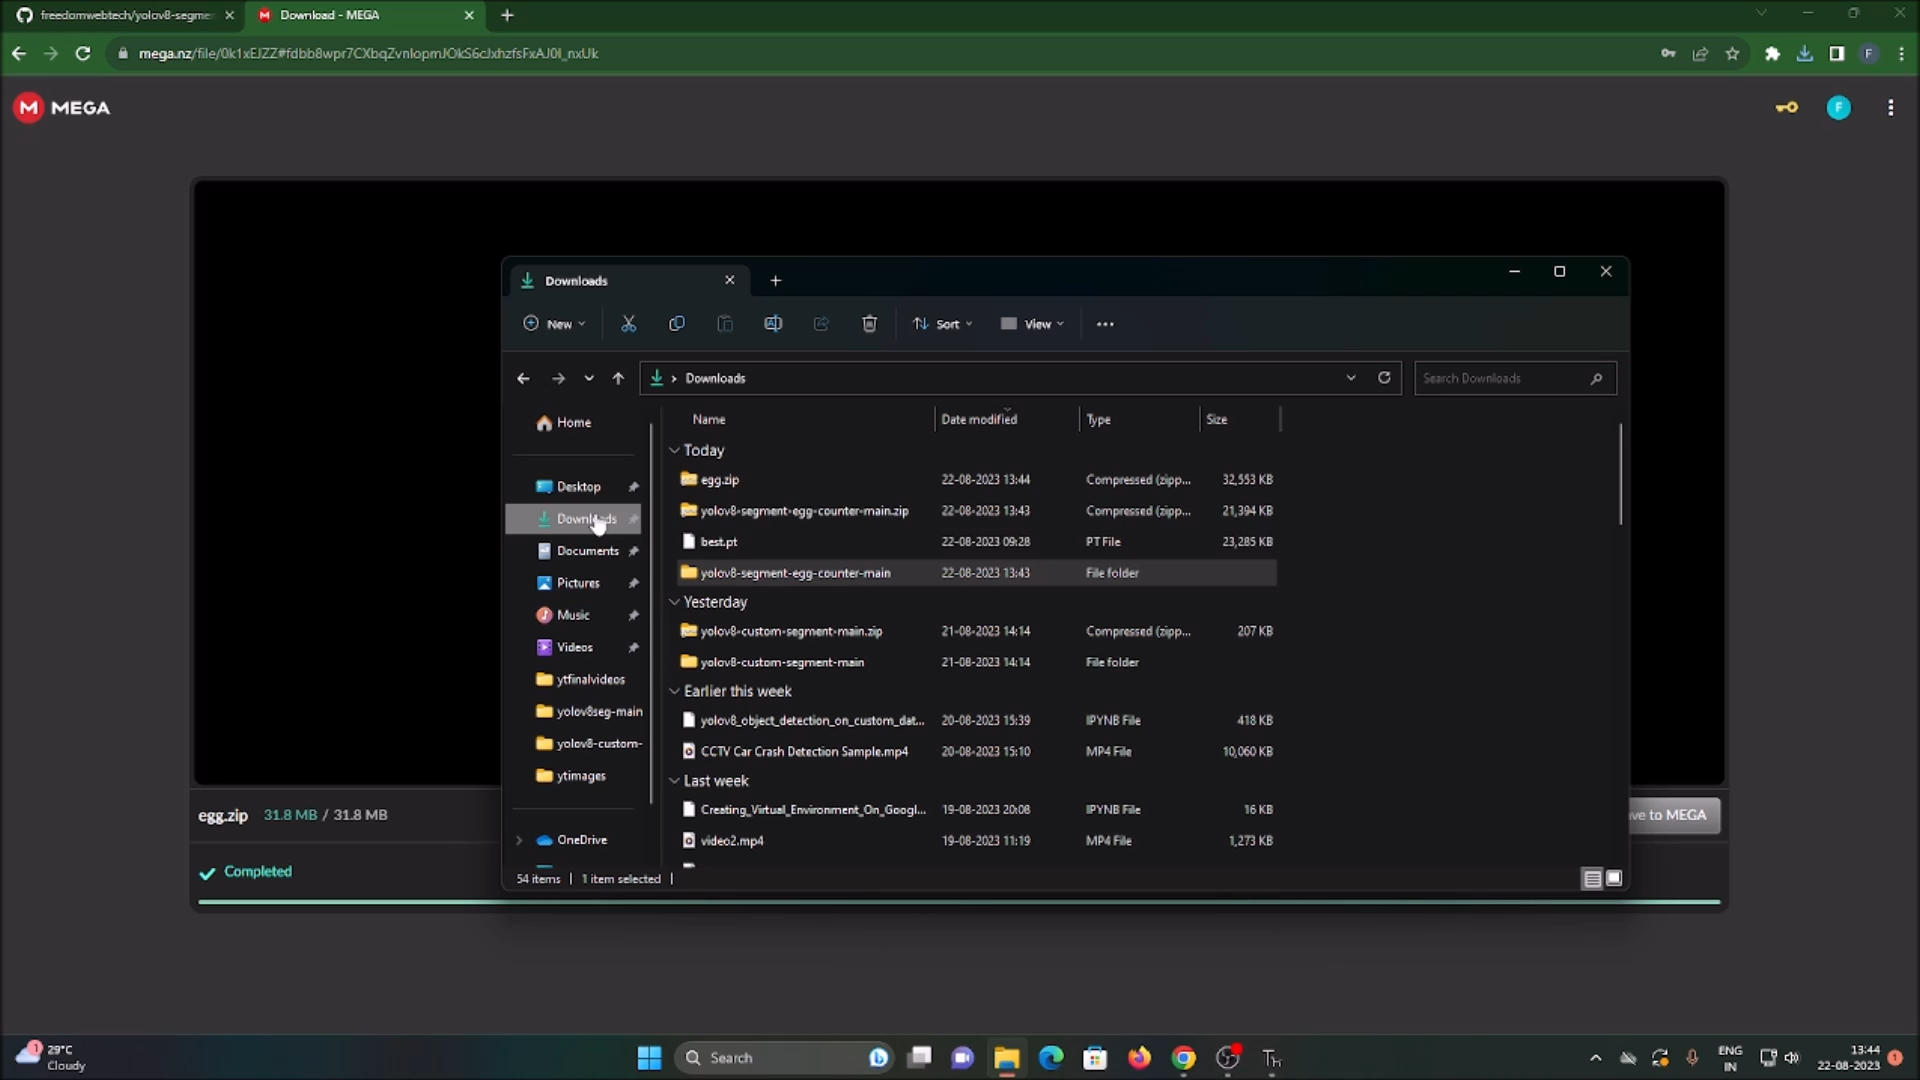 freedomwebtech/yolov8-segme
Download - MEGA
mega.nz/file/0k1xEJZZ#fdbb8wpr7CXbqZvnlopmJOkS6cJxhzfsFxAJ0I_nxUk
F
M MEGA
F
Downloads
New
Sort
View
Downloads
Search Downloads
Home
Name
Date modified
Type
Size
Today
Desktop
egg.zip 22-08-2023 13:44 Compressed (zipp... 32,553 KB
Downloads
yolov8-segment-egg-counter-main.zip 22-08-2023 13:43 Compressed (zipp... 21,394 KB
Documents
best.pt 22-08-2023 09:28 PT File 23,285 KB
Pictures
yolov8-segment-egg-counter-main 22-08-2023 13:43 File folder
Music
Yesterday
Videos
yolov8-custom-segment-main.zip 21-08-2023 14:14 Compressed (zipp... 207 KB
ytfinalvideos
yolov8-custom-segment-main 21-08-2023 14:14 File folder
yolov8seg-main
Earlier this week
yolov8-custom-
yolov8_object_detection_on_custom_dat... 20-08-2023 15:39 IPYNB File 418 KB
ytimages
CCTV Car Crash Detection Sample.mp4 20-08-2023 15:10 MP4 File 10,060 KB
Last week
Creating_Virtual_Environment_On_Googl... 19-08-2023 20:08 IPYNB File 16 KB
OneDrive
video2.mp4 19-08-2023 11:19 MP4 File 1,273 KB
54 items
1 item selected
egg.zip 31.8 MB / 31.8 MB
to MEGA
Completed
1
29°C
Cloudy
Search
ENG
IN
13:44
22-08-2023
1